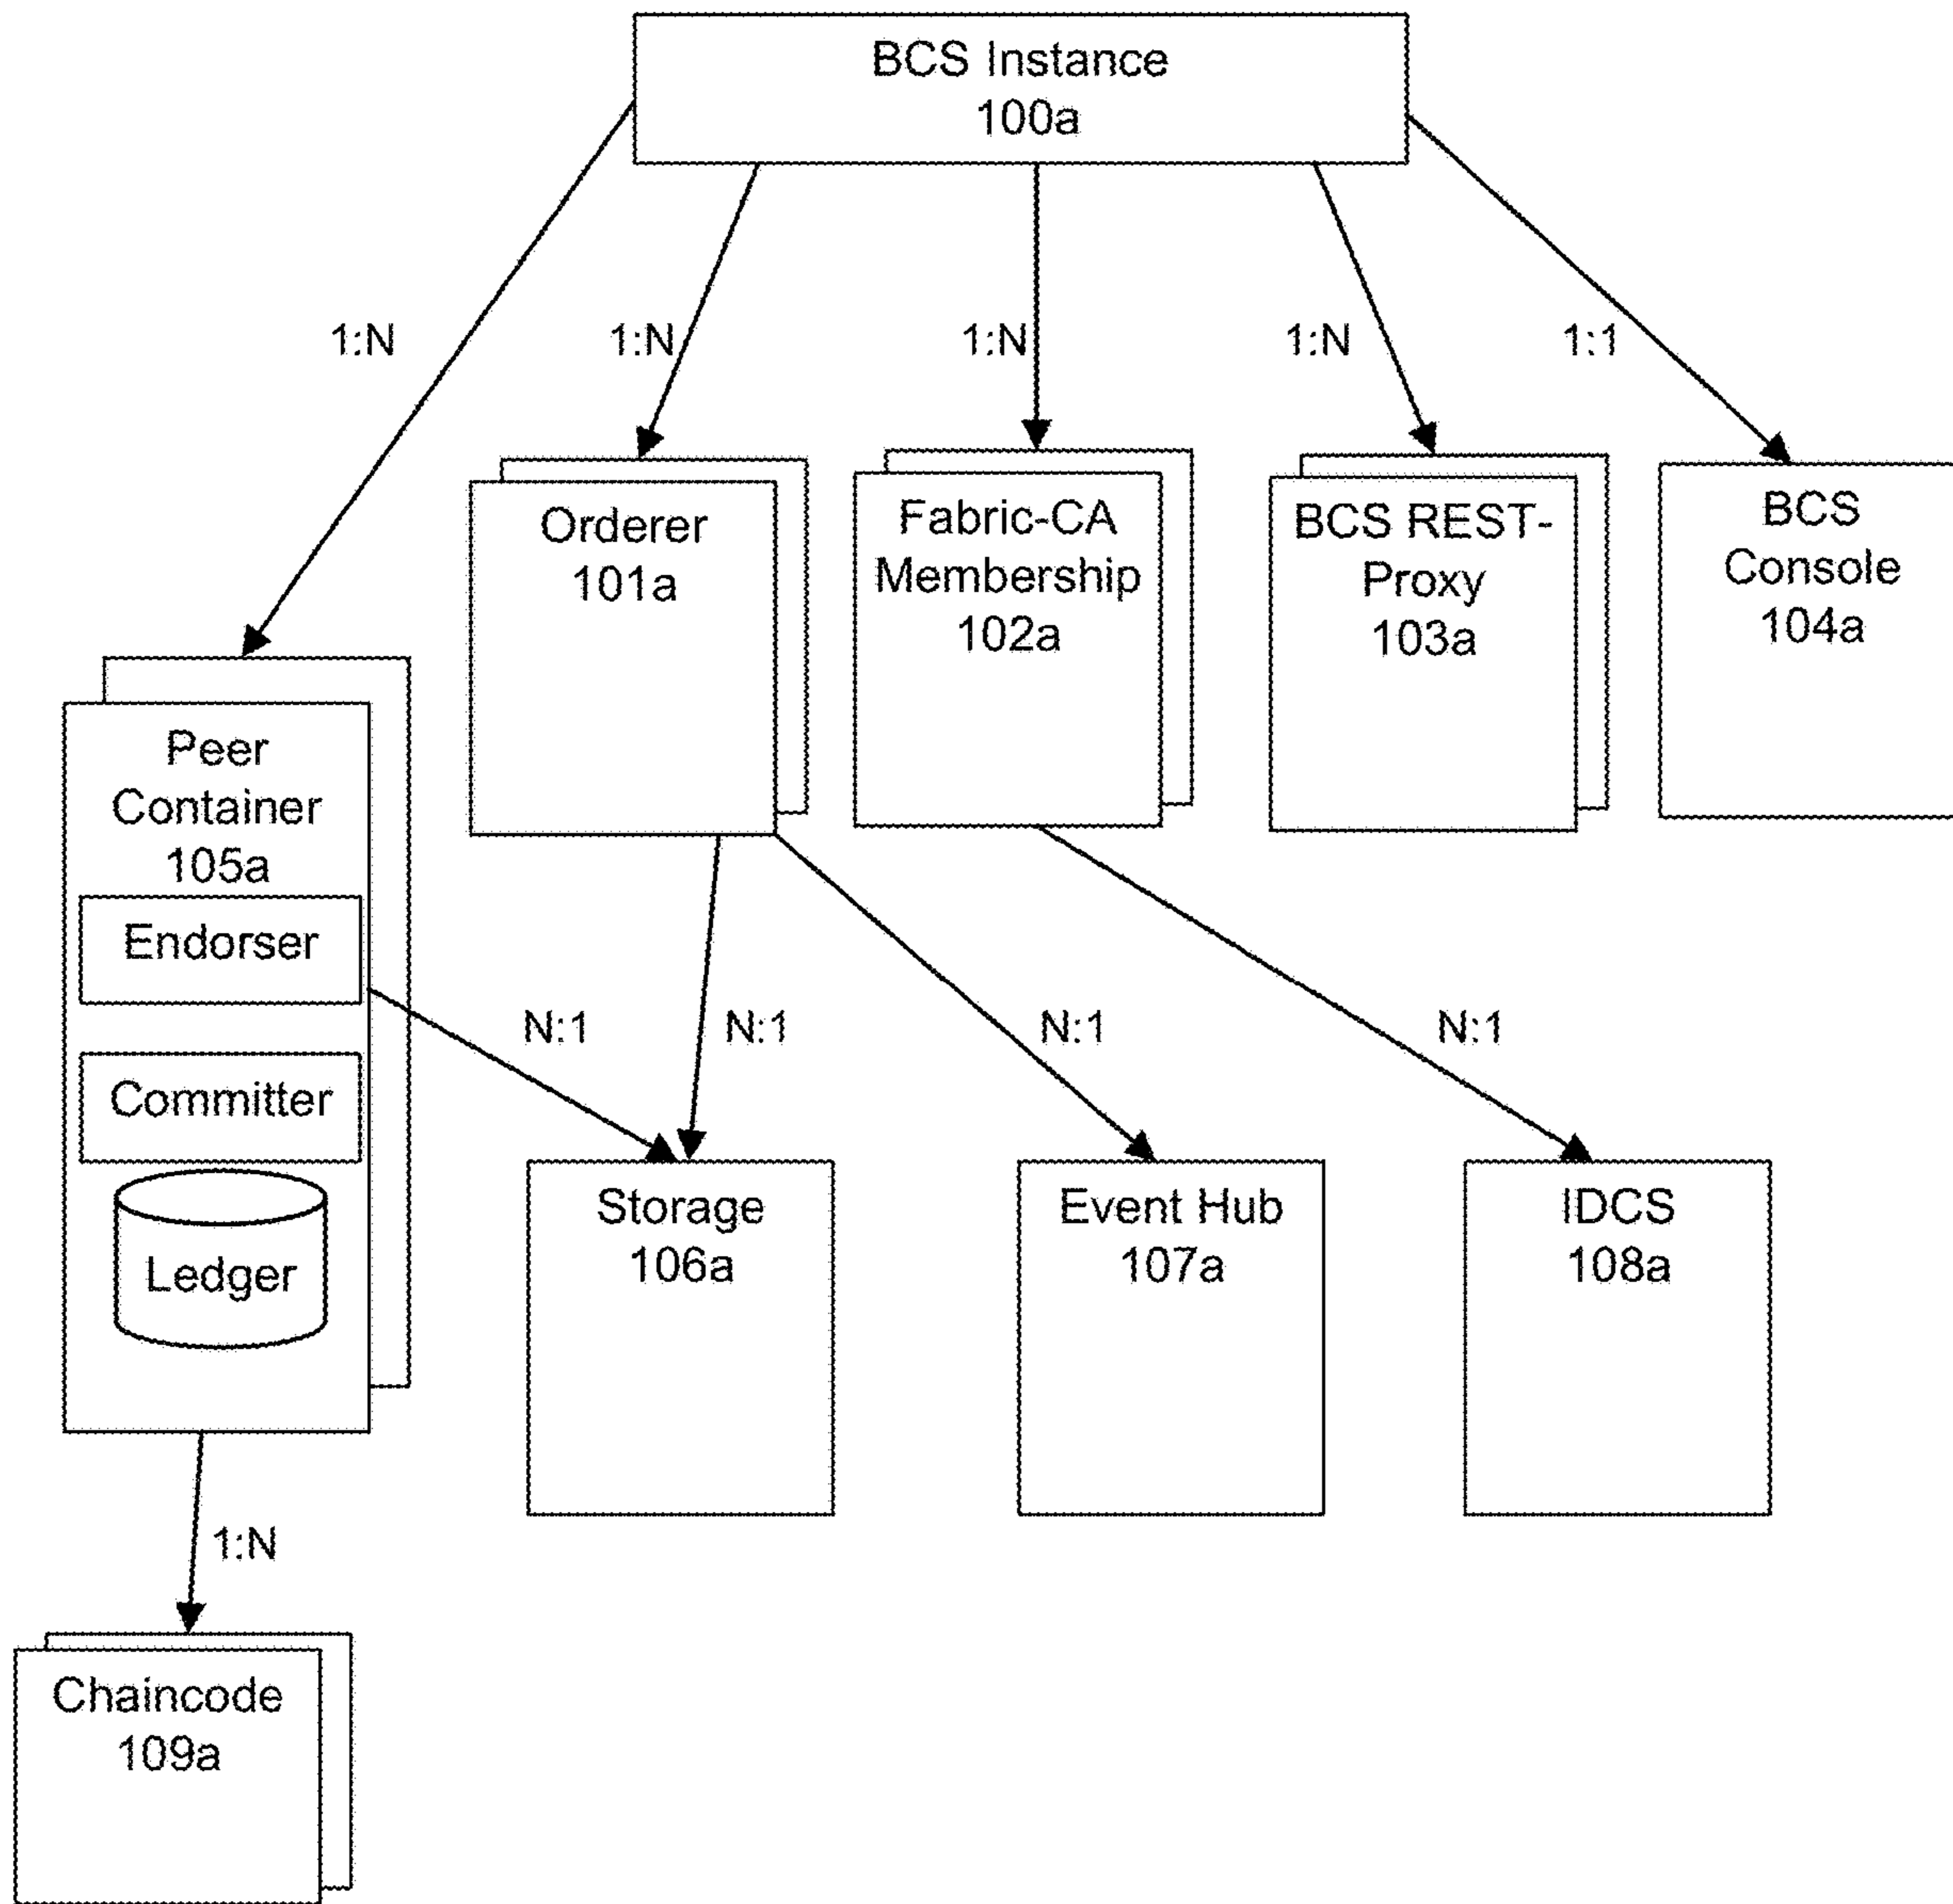 BCS Instance
100a
1:N
1:N
1:N
1:N
1:1
Orderer
101a
Fabric-CA
Membership
102a
BCS REST-
Proxy
103a
BCS
Console
104a
Peer
Container
105a
Endorser
Committer
Ledger
N:1
N:1
N:1
N:1
Storage
106a
Event Hub
107a
IDCS
108a
1:N
Chaincode
109a